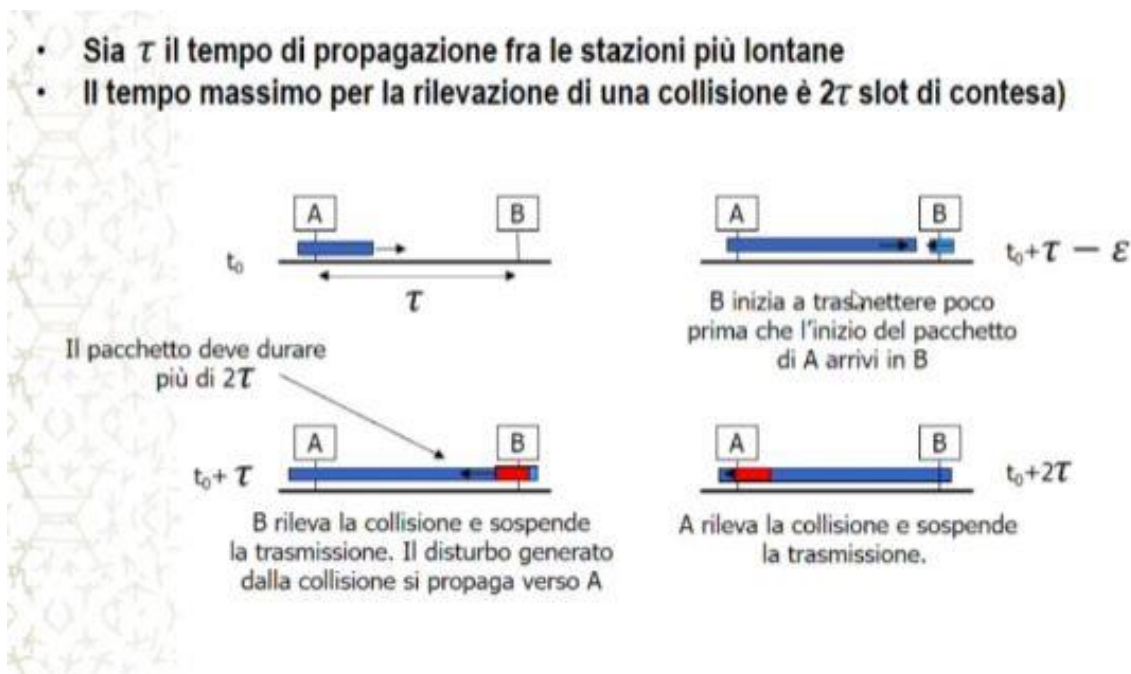 • Sia τ il tempo di propagazione fra le stazioni più lontane
• Il tempo massimo per la rilevazione di una collisione è 2τ slot di contesa)
A B
t₀
τ
A B
t₀+τ − ε
B inizia a trasmettere poco
prima che l'inizio del pacchetto
di A arrivi in B
Il pacchetto deve durare
più di 2τ
A B
t₀+ τ
B rileva la collisione e sospende
la trasmissione. Il disturbo generato
dalla collisione si propaga verso A
A B
t₀+2τ
A rileva la collisione e sospende
la trasmissione.